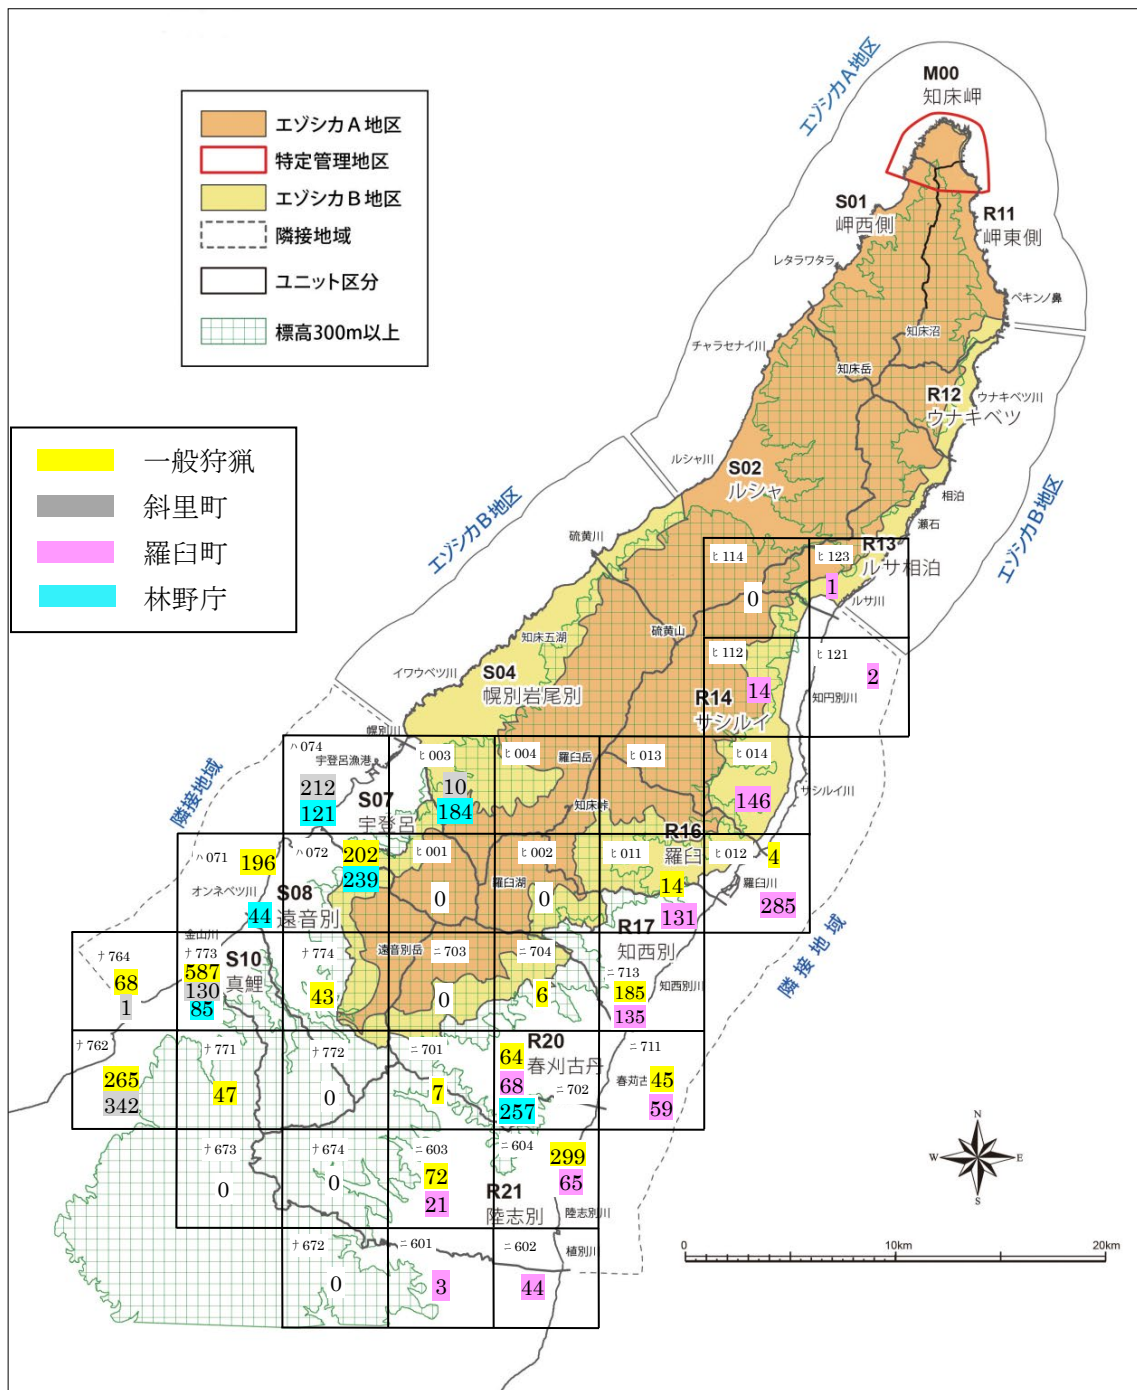 エゾシカA地区
M00
知床岬
エゾシカA地区
特定管理地区
エゾシカB地区
隣接地域
ユニット区分
標高300m以上
S01
岬西側
R11
岬東側
レタラワタラ
ペキンノ鼻
知床沼
チャラセナイ川
知床岳
R12
ウナキベツ
ウナキベツ川
一般狩猟
斜里町
羅臼町
林野庁
ルシャ川
S02
ルシャ
エゾシカB地区
相泊
瀬石
エゾシカB地区
硫黄川
R13
ルサ相泊
ヒ114
0
ヒ123
1
ルサ川
硫黄山
知床五湖
イワウベツ川
S04
幌別岩尾別
ヒ112
14
R14
サシルイ
ヒ121
2
知円別川
幌別川
隣接地域
ハ074
宇登呂漁港
212
121
S07
宇登呂
ヒ003
10
184
ヒ004
羅臼岳
知床峠
ヒ013
ヒ014
146
サシルイ川
R16
羅臼
ハ071
196
オンネベツ川
44
ハ072
202
239
S08
遠音別
ヒ001
0
ヒ002
羅臼湖
0
ヒ011
14
131
ヒ012
4
羅臼川
285
R17
知西別
隣接地域
ナ764
68
1
金山川
ナ773
587
130
85
S10
真鯉
ナ774
43
遠音別岳
ニ703
0
ニ704
6
ニ713
185
135
知西別川
ナ762
265
342
ナ771
47
ナ772
0
ニ701
7
R20
春刈古丹
64
68
257
ニ702
ニ711
春苅古
45
59
ナ673
0
ナ674
0
ニ603
72
21
ニ604
299
65
R21
陸志別
陸志別川
ナ672
0
ニ601
3
ニ602
44
植別川
N
W
E
S
0
10km
20km